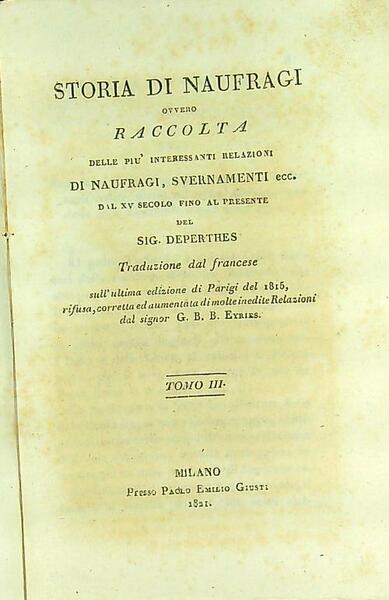 STORIA DI NAUFRAGI
OVVERO
RACCOLTA
DELLE PIU' INTERESSANTI RELAZIONI
DI NAUFRAGI, SVERNAMENTI ecc.
DAL XV SECOLO FINO AL PRESENTE
DEL
SIG. DEPERTHES
Traduzione dal francese
sull'ultima edizione di Parigi del 1815,
rifusa, corretta ed aumentata di molte inedite Relazioni
dal signor G. B. B. EYRIES.
TOMO III.
MILANO
Presso PAOLO EMILIO GIUSTI
1821.